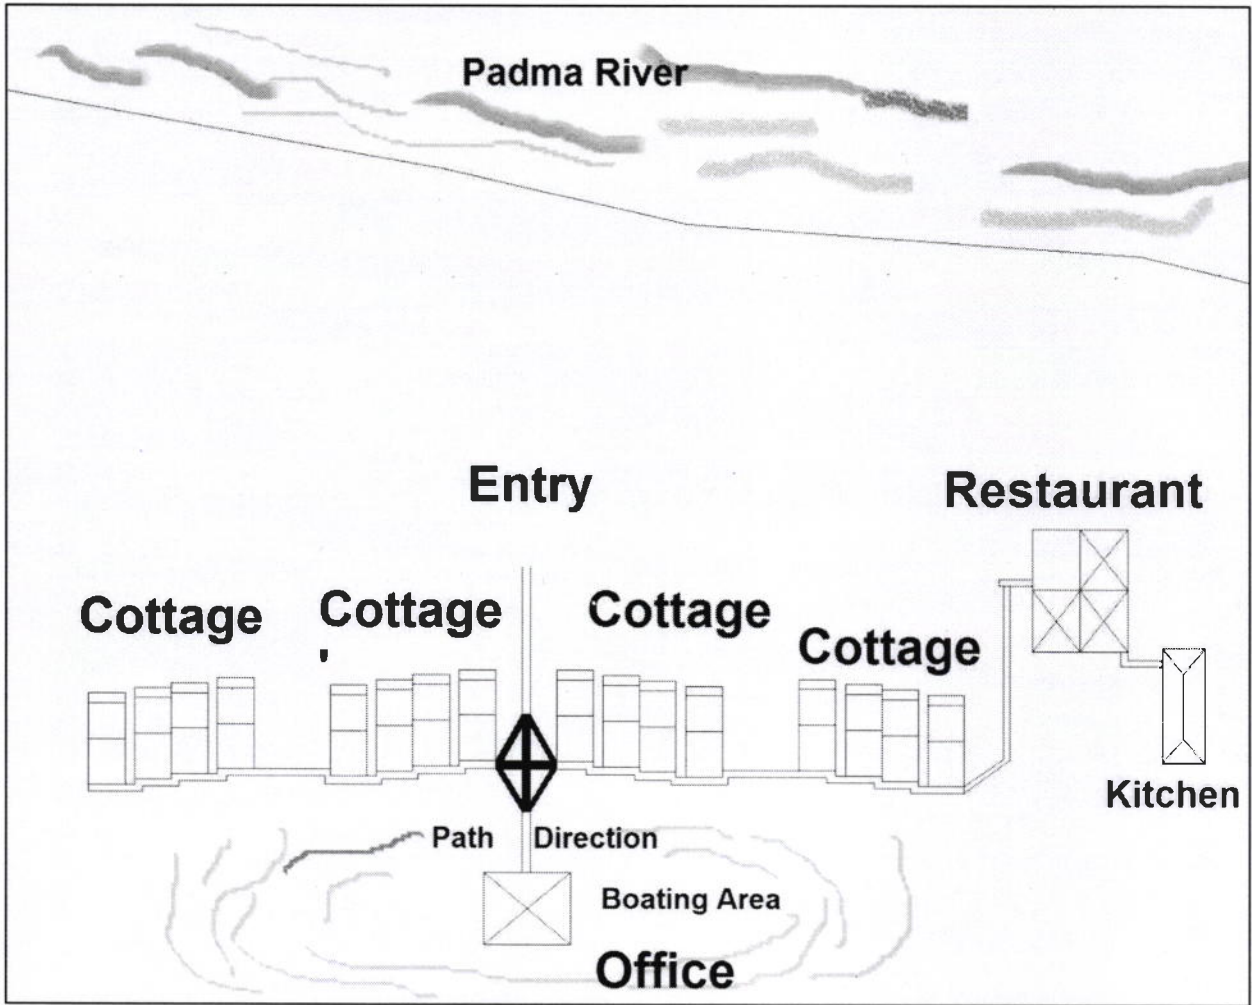 Padma River
Entry
Restaurant
Cottage
Cottage
Cottage
Cottage
Kitchen
Path Direction
Boating Area
Office